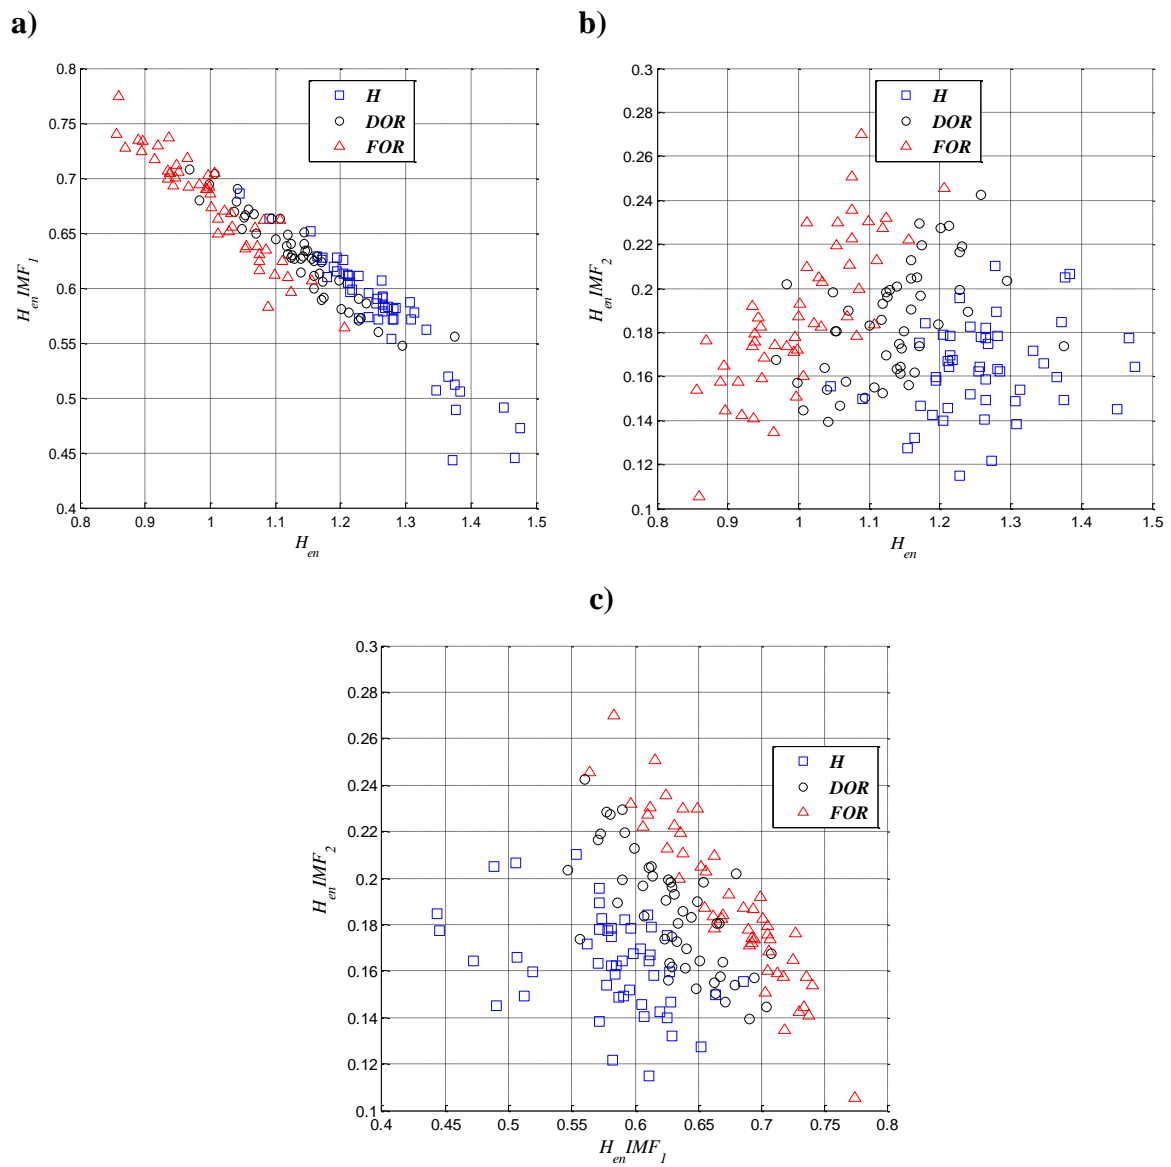 a)
0.8
0.75
0.7
0.65
0.6
0.55
0.5
0.45
0.4
0.8 0.9 1 1.1 1.2 1.3 1.4 1.5
H_en IMF_1
H_en
H
DOR
FOR
b)
0.3
0.28
0.26
0.24
0.22
0.2
0.18
0.16
0.14
0.12
0.1
0.8 0.9 1 1.1 1.2 1.3 1.4 1.5
H_en IMF_2
H_en
H
DOR
FOR
c)
0.3
0.28
0.26
0.24
0.22
0.2
0.18
0.16
0.14
0.12
0.1
0.4 0.45 0.5 0.55 0.6 0.65 0.7 0.75 0.8
H_en IMF_2
H_en IMF_1
H
DOR
FOR